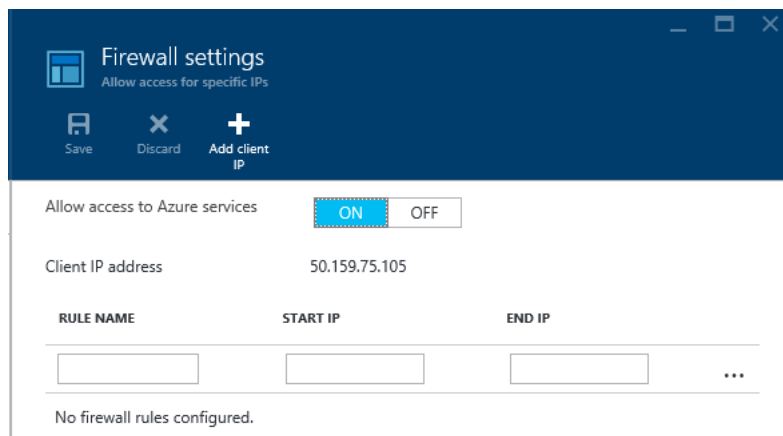 Firewall settings
Allow access for specific IPs
Save Discard Add client
IP
Allow access to Azure services ON OFF
Client IP address 50.159.75.105
RULE NAME START IP END IP
...
No firewall rules configured.